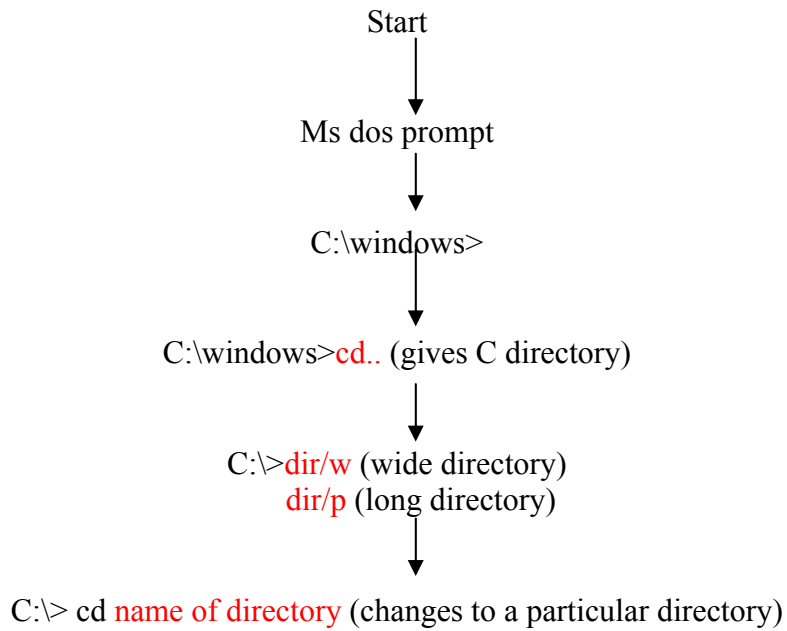 Start
Ms dos prompt
C:\windows>
C:\windows>cd.. (gives C directory)
C:\>dir/w (wide directory)
dir/p (long directory)
C:\> cd name of directory (changes to a particular directory)